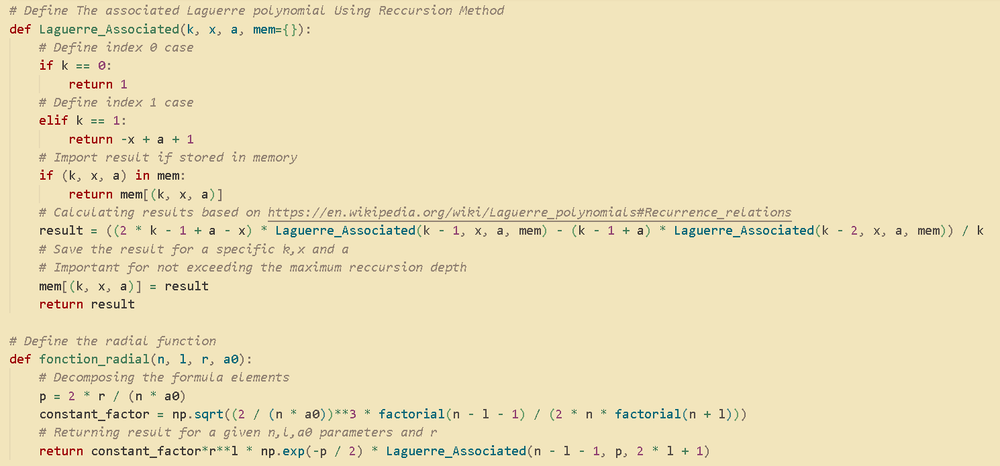 # Define The associated Laguerre polynomial Using Reccursion Method
def Laguerre_Associated(k, x, a, mem={}):
    # Define index 0 case
    if k == 0:
        return 1
    # Define index 1 case
    elif k == 1:
        return -x + a + 1
    # Import result if stored in memory
    if (k, x, a) in mem:
        return mem[(k, x, a)]
    # Calculating results based on https://en.wikipedia.org/wiki/Laguerre_polynomials#Recurrence_relations
    result = ((2 * k - 1 + a - x) * Laguerre_Associated(k - 1, x, a, mem) - (k - 1 + a) * Laguerre_Associated(k - 2, x, a, mem)) / k
    # Save the result for a specific k,x and a
    # Important for not exceeding the maximum reccursion depth
    mem[(k, x, a)] = result
    return result

# Define the radial function
def fonction_radial(n, l, r, a0):
    # Decomposing the formula elements
    p = 2 * r / (n * a0)
    constant_factor = np.sqrt((2 / (n * a0))**3 * factorial(n - l - 1) / (2 * n * factorial(n + l)))
    # Returning result for a given n,l,a0 parameters and r
    return constant_factor*r**l * np.exp(-p / 2) * Laguerre_Associated(n - l - 1, p, 2 * l + 1)